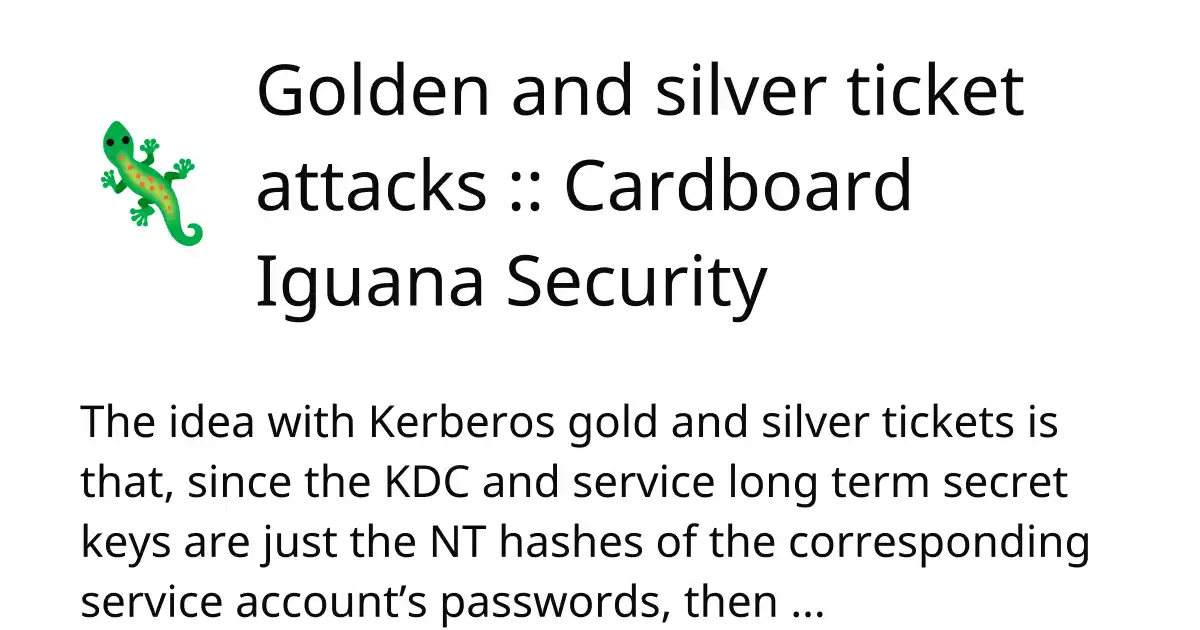 Golden and silver ticket
attacks :: Cardboard
Iguana Security
The idea with Kerberos gold and silver tickets is
that, since the KDC and service long term secret
keys are just the NT hashes of the corresponding
service account’s passwords, then ...